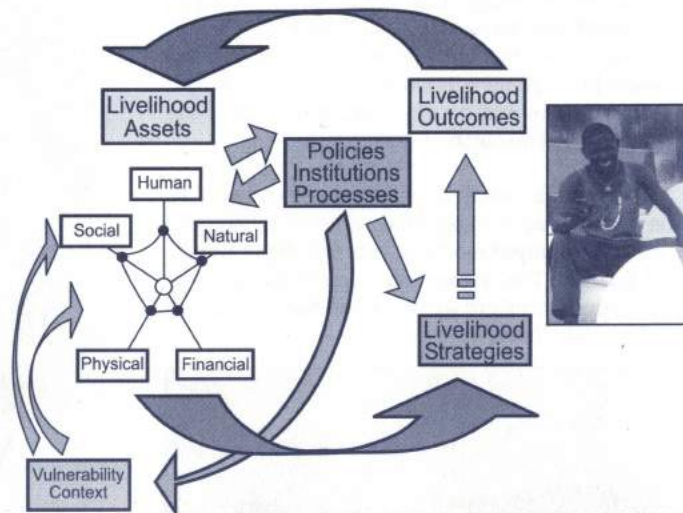 Livelihood
Assets
Livelihood
Outcomes
Policies
Institutions
Processes
Human
Social
Natural
Physical
Financial
Livelihood
Strategies
Vulnerability
Context